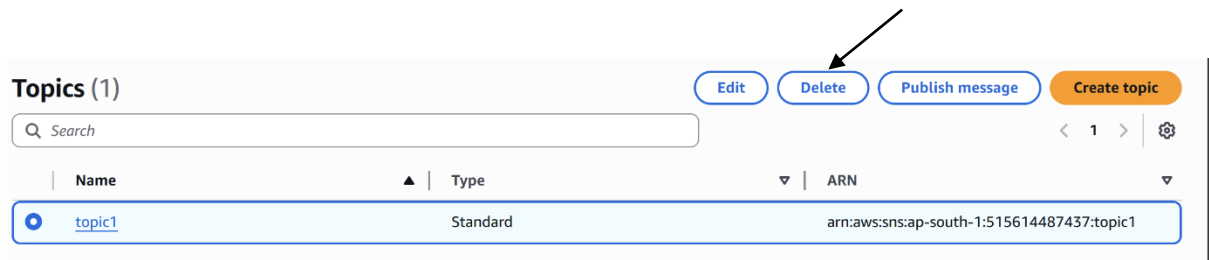 Topics (1)
Edit
Delete
Publish message
Create topic
Search
1
Name
Type
ARN
topic1
Standard
arn:aws:sns:ap-south-1:515614487437:topic1